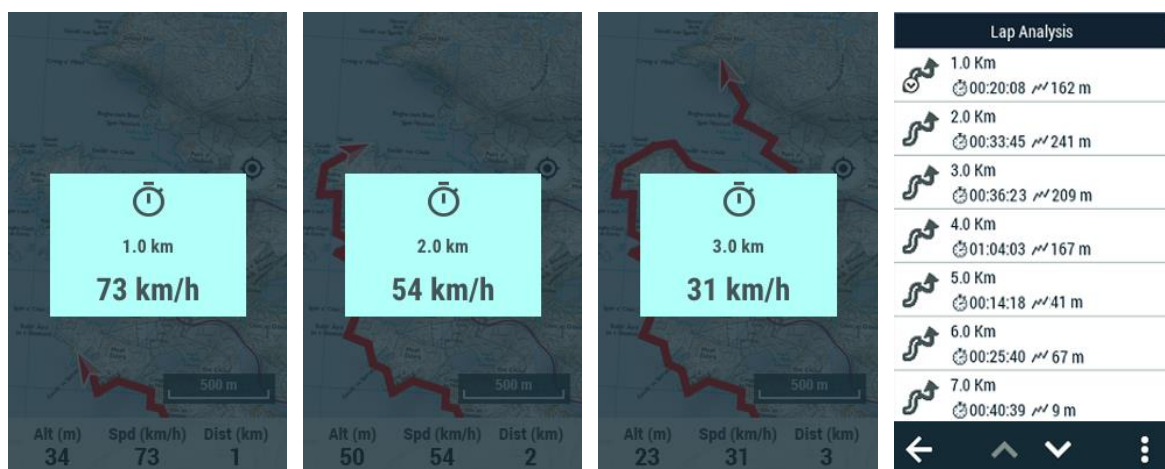 1.0 km
73 km/h
500 m
Alt (m) Spd (km/h) Dist (km)
34 73 1
2.0 km
54 km/h
500 m
Alt (m) Spd (km/h) Dist (km)
50 54 2
3.0 km
31 km/h
500 m
Alt (m) Spd (km/h) Dist (km)
23 31 3
Lap Analysis
1.0 Km
00:20:08 162 m
2.0 Km
00:33:45 241 m
3.0 Km
00:36:23 209 m
4.0 Km
01:04:03 167 m
5.0 Km
00:14:18 41 m
6.0 Km
00:25:40 67 m
7.0 Km
00:40:39 9 m